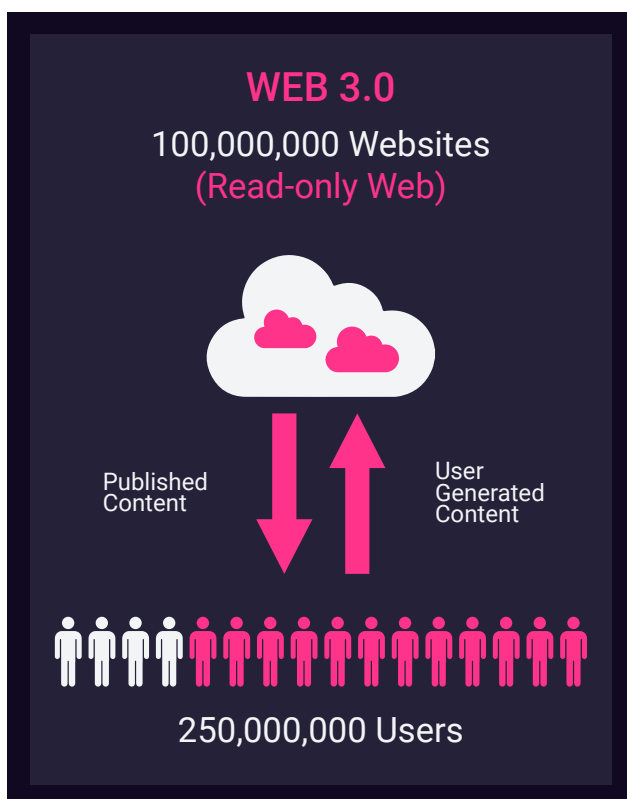 WEB 3.0
100,000,000 Websites
(Read-only Web)
Published
Content
User
Generated
Content
250,000,000 Users